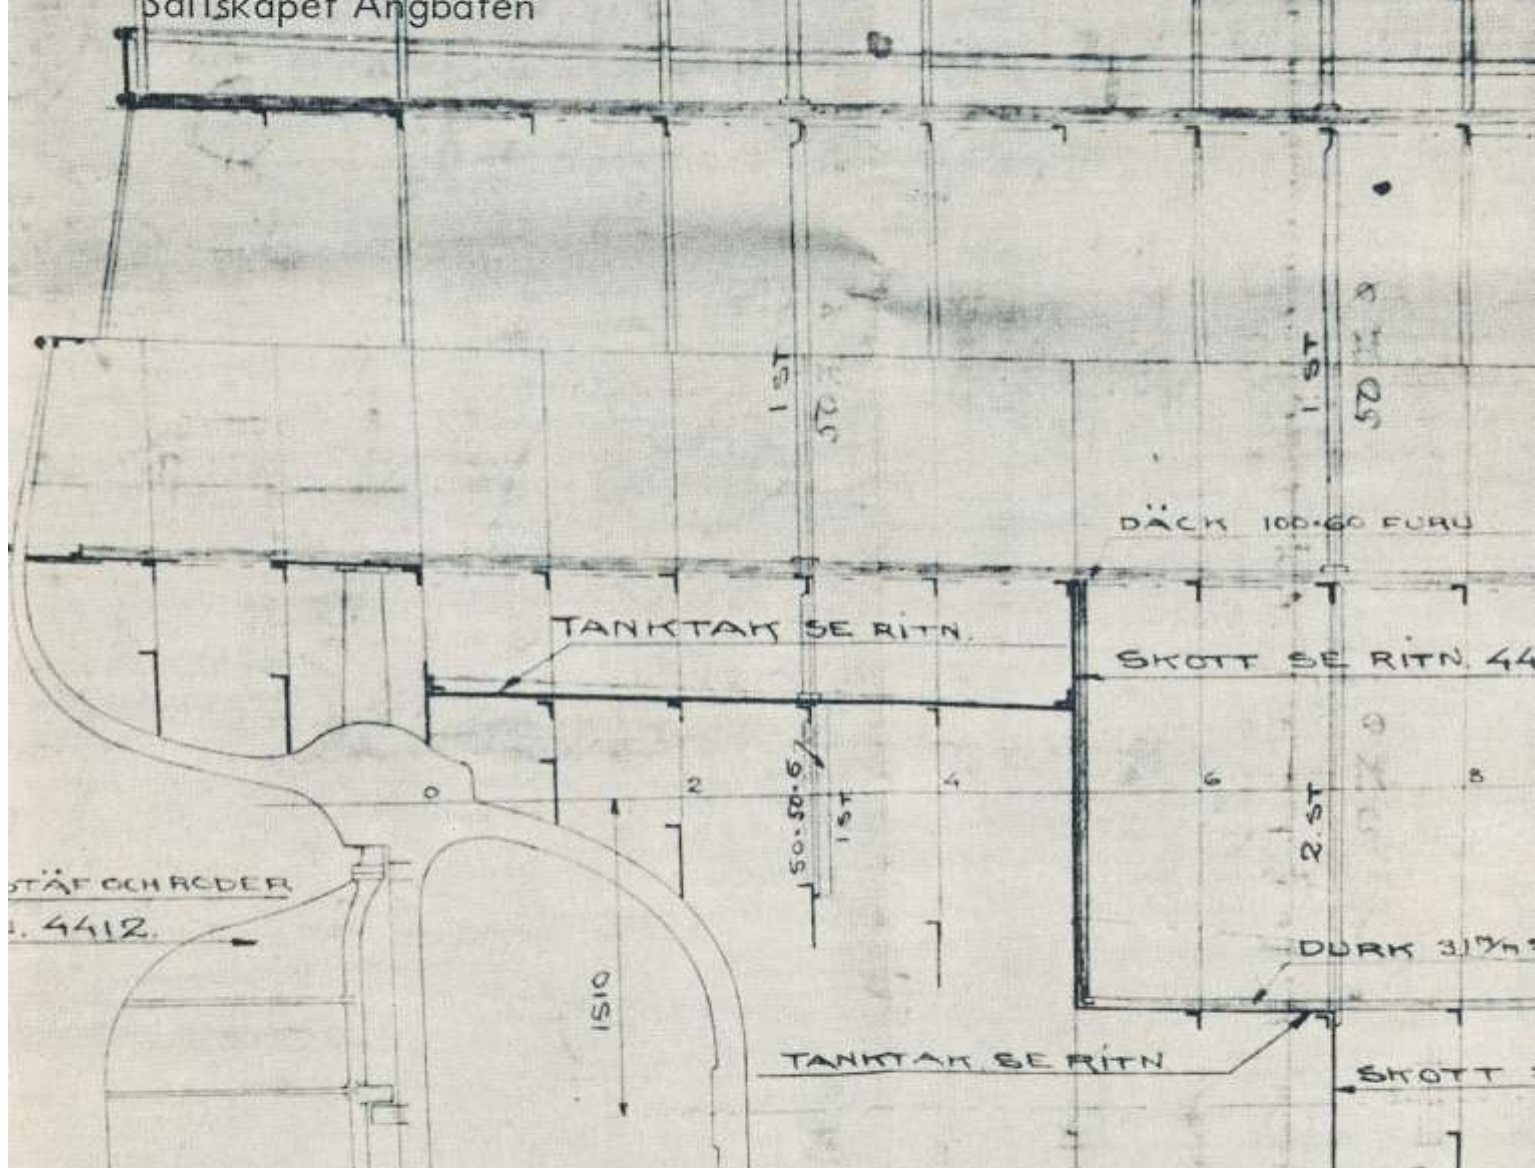 Sällskapet Ångbåten
1 ST
1 ST
50
DÄCK 100·60 FURU
TANKTAK SE RITN.
SKOTT SE RITN. 44
0
2
4
6
8
50·50·6
1 ST
2. ST
STÄF OCH RODER
4412.
DURK 31 m/m
1510
TANKTAK SE RITN
SKOTT